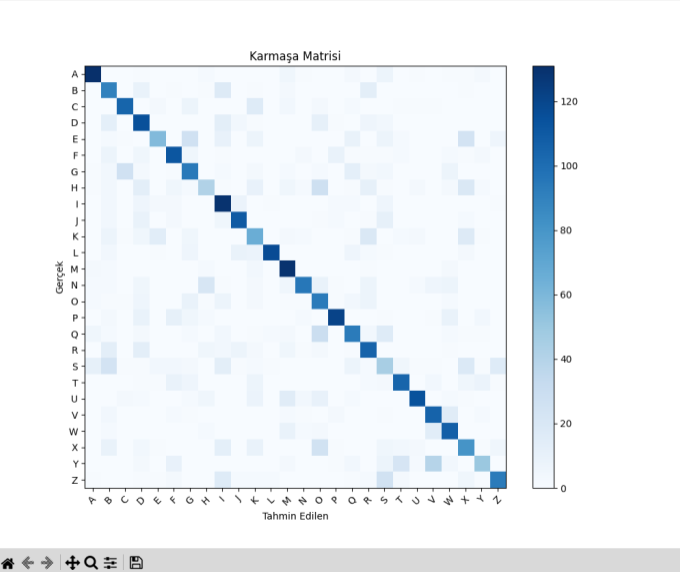 Karmaşa Matrisi
Gerçek
A
B
C
D
E
F
G
H
I
J
K
L
M
N
O
P
Q
R
S
T
U
V
W
X
Y
Z
A B C D E F G H I J K L M N O P Q R S T U V W X Y Z
Tahmin Edilen
120
100
80
60
40
20
0